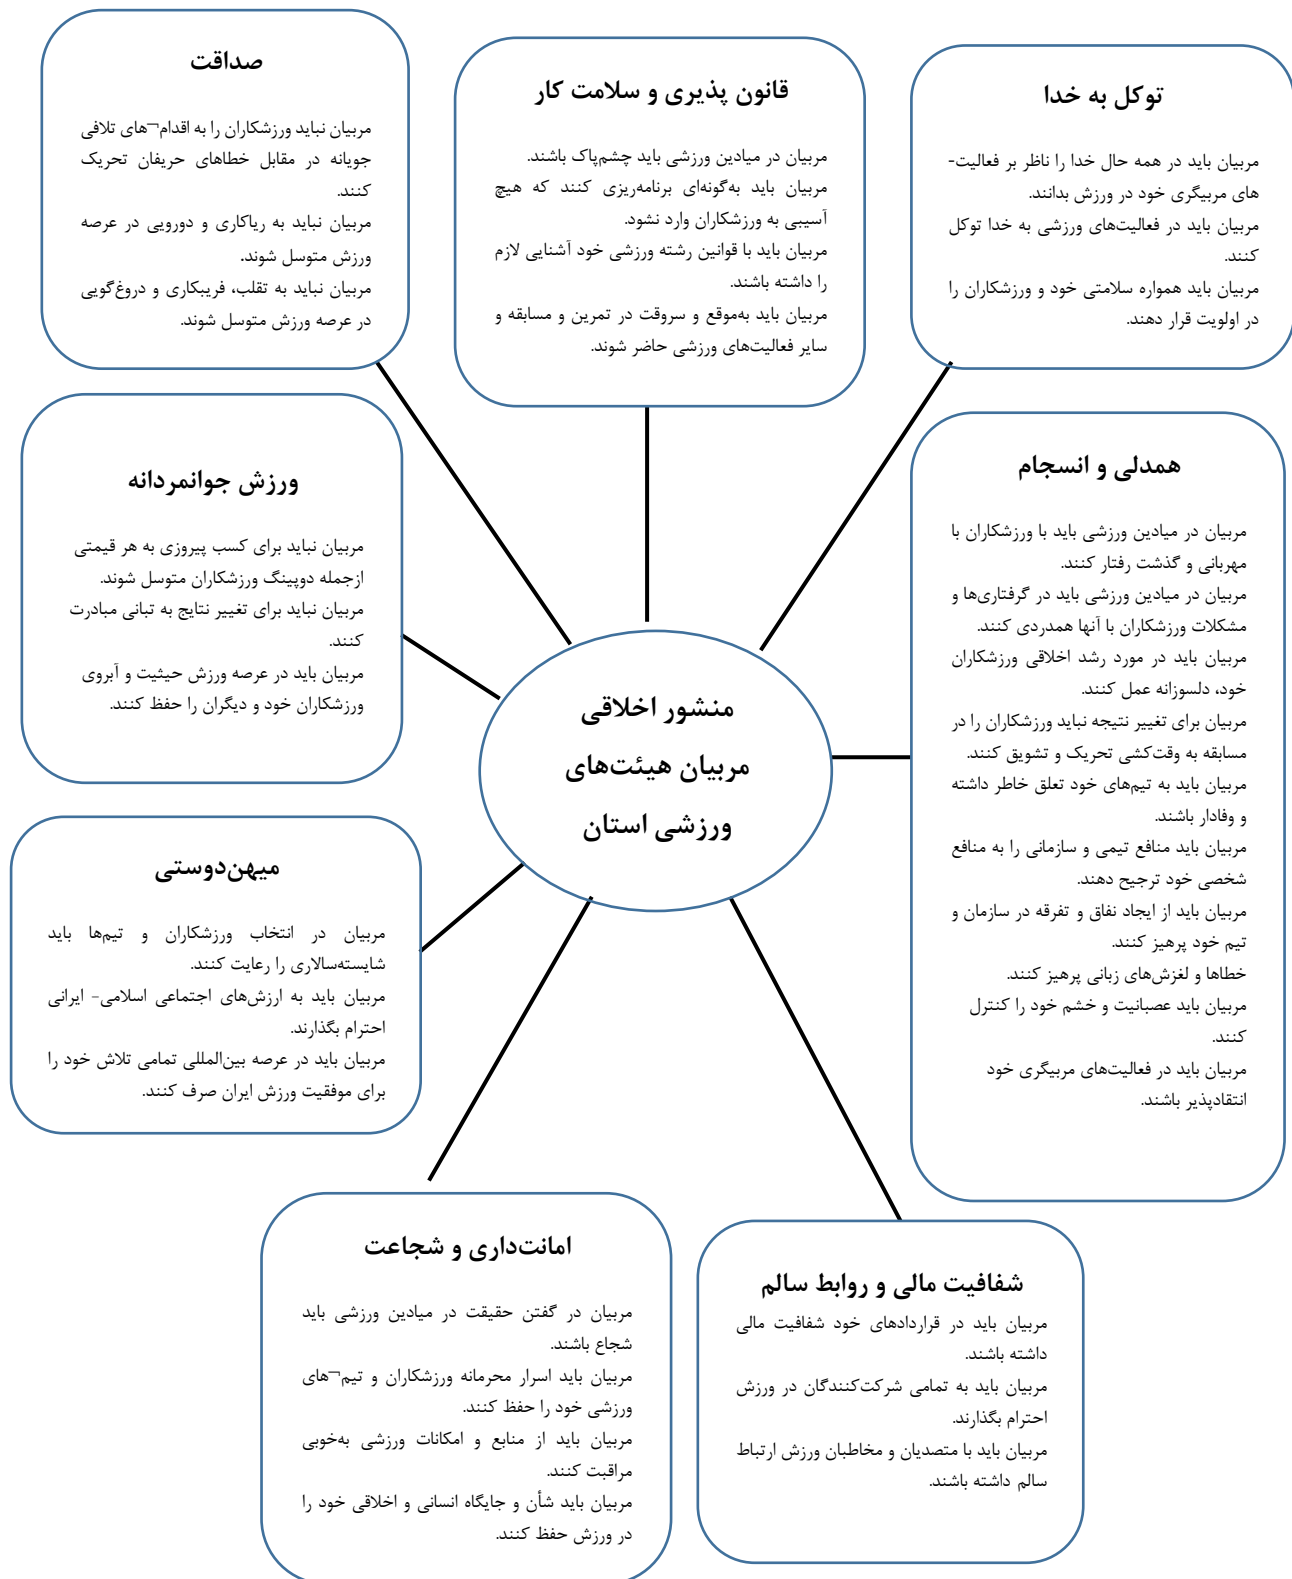 توکل به خدا
مربیان باید در همه حال خدا را ناظر بر فعالیت-
های مربیگری خود در ورزش بدانند.
مربیان باید در فعالیت‌های ورزشی به خدا توکل
کنند.
مربیان باید همواره سلامتی خود و ورزشکاران را
در اولویت قرار دهند.
قانون پذیری و سلامت کار
مربیان در میادین ورزشی باید چشم‌پاک باشند.
مربیان باید به‌گونه‌ای برنامه‌ریزی کنند که هیچ
آسیبی به ورزشکاران وارد نشود.
مربیان باید با قوانین رشته ورزشی خود آشنایی لازم
را داشته باشند.
مربیان باید به‌موقع و سروقت در تمرین و مسابقه و
سایر فعالیت‌های ورزشی حاضر شوند.
صداقت
مربیان نباید ورزشکاران را به اقدام¬های تلافی
جویانه در مقابل خطاهای حریفان تحریک
کنند.
مربیان نباید به ریاکاری و دورویی در عرصه
ورزش متوسل شوند.
مربیان نباید به تقلب، فریبکاری و دروغ‌گویی
در عرصه ورزش متوسل شوند.
همدلی و انسجام
مربیان در میادین ورزشی باید با ورزشکاران با
مهربانی و گذشت رفتار کنند.
مربیان در میادین ورزشی باید در گرفتاری‌ها و
مشکلات ورزشکاران با آنها همدردی کنند.
مربیان باید در مورد رشد اخلاقی ورزشکاران
خود، دلسوزانه عمل کنند.
مربیان برای تغییر نتیجه نباید ورزشکاران را در
مسابقه به وقت‌کشی تحریک و تشویق کنند.
مربیان باید به تیم‌های خود تعلق خاطر داشته
و وفادار باشند.
مربیان باید منافع تیمی و سازمانی را به منافع
شخصی خود ترجیح دهند.
مربیان باید از ایجاد نفاق و تفرقه در سازمان و
تیم خود پرهیز کنند.
خطاها و لغزش‌های زبانی پرهیز کنند.
مربیان باید عصبانیت و خشم خود را کنترل
کنند.
مربیان باید در فعالیت‌های مربیگری خود
انتقادپذیر باشند.
ورزش جوانمردانه
مربیان نباید برای کسب پیروزی به هر قیمتی
ازجمله دوپینگ ورزشکاران متوسل شوند.
مربیان نباید برای تغییر نتایج به تبانی مبادرت
کنند.
مربیان باید در عرصه ورزش حیثیت و آبروی
ورزشکاران خود و دیگران را حفظ کنند.
منشور اخلاقی
مربیان هیئت‌های
ورزشی استان
میهن‌دوستی
مربیان در انتخاب ورزشکاران و تیم‌ها باید
شایسته‌سالاری را رعایت کنند.
مربیان باید به ارزش‌های اجتماعی اسلامی- ایرانی
احترام بگذارند.
مربیان باید در عرصه بین‌المللی تمامی تلاش خود را
برای موفقیت ورزش ایران صرف کنند.
امانت‌داری و شجاعت
مربیان در گفتن حقیقت در میادین ورزشی باید
شجاع باشند.
مربیان باید اسرار محرمانه ورزشکاران و تیم¬های
ورزشی خود را حفظ کنند.
مربیان باید از منابع و امکانات ورزشی به‌خوبی
مراقبت کنند.
مربیان باید شأن و جایگاه انسانی و اخلاقی خود را
در ورزش حفظ کنند.
شفافیت مالی و روابط سالم
مربیان باید در قراردادهای خود شفافیت مالی
داشته باشند.
مربیان باید به تمامی شرکت‌کنندگان در ورزش
احترام بگذارند.
مربیان باید با متصدیان و مخاطبان ورزش ارتباط
سالم داشته باشند.